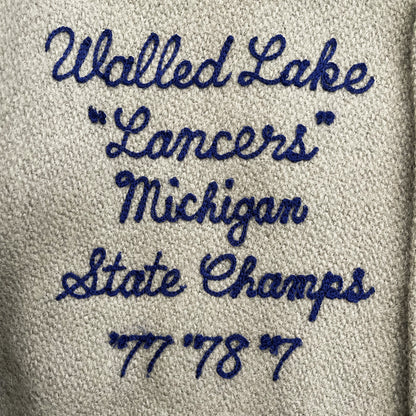 Walled Lake
"Lancers"
Michigan
State Champs
"77 "78 "7